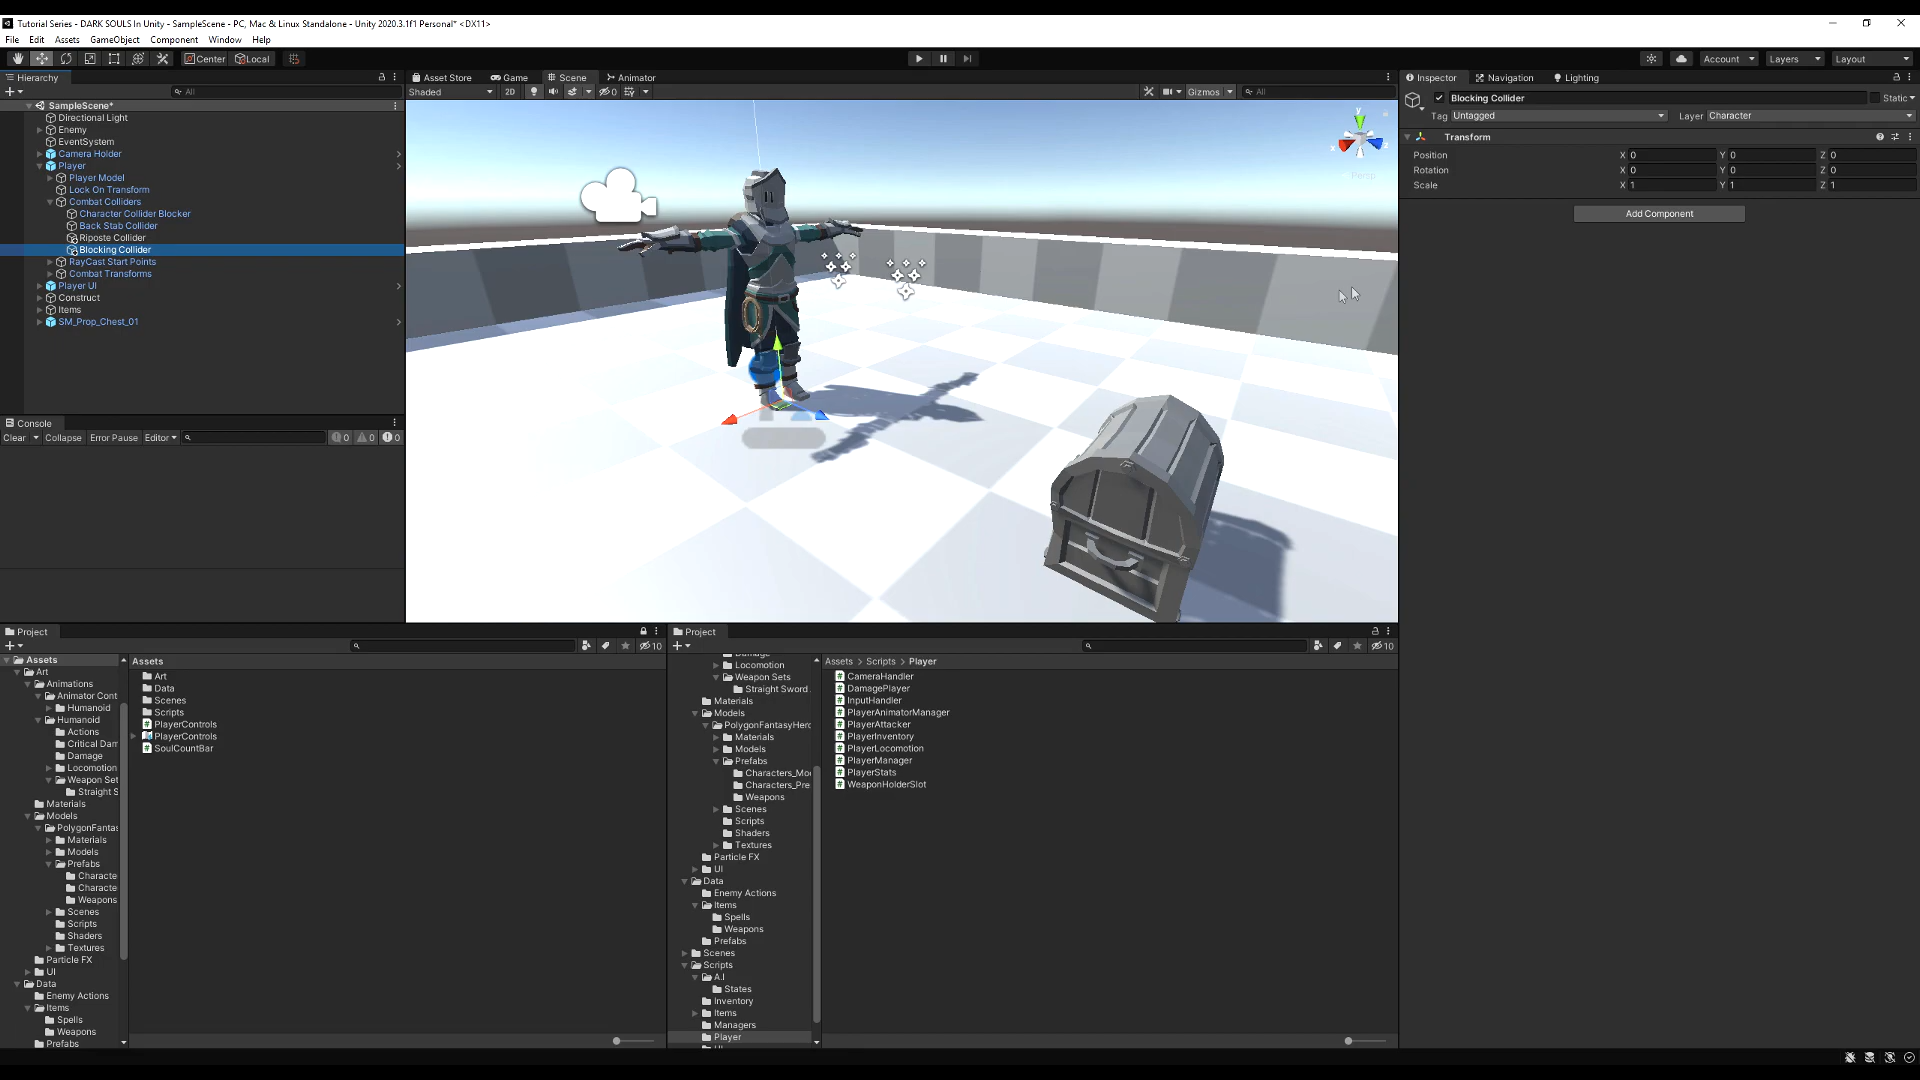 Tutorial Series - DARK SOULS In Unity - SampleScene - PC, Mac & Linux Standalone - Unity 2020.3.1f1 Personal* <DX11>
File Edit Assets GameObject Component Window Help
Center Local Account Layers Layout
Hierarchy
All
SampleScene*
Directional Light
Enemy
EventSystem
Camera Holder
Player
Player Model
Lock On Transform
Combat Colliders
Character Collider Blocker
Back Stab Collider
Riposte Collider
Blocking Collider
RayCast Start Points
Combat Transforms
Player UI
Construct
Items
SM_Prop_Chest_01
Console
Clear Collapse Error Pause Editor 0 0 0
Asset Store Game Scene Animator
Shaded 2D 0 Gizmos All
y
x
z
Persp
Inspector Navigation Lighting
Blocking Collider Static
Tag Untagged Layer Character
Transform
Position X 0 Y 0 Z 0
Rotation X 0 Y 0 Z 0
Scale X 1 Y 1 Z 1
Add Component
Project
10
Assets
Art
Animations
Animator Cont
Humanoid
Humanoid
Actions
Critical Dam
Damage
Locomotion
Weapon Set
Straight S
Materials
Models
PolygonFantas
Materials
Models
Prefabs
Characte
Characte
Weapons
Scenes
Scripts
Shaders
Textures
Particle FX
UI
Data
Enemy Actions
Items
Spells
Weapons
Prefabs
Assets
Art
Data
Scenes
Scripts
PlayerControls
PlayerControls
SoulCountBar
Project
10
Damage
Locomotion
Weapon Sets
Straight Sword
Materials
Models
PolygonFantasyHero
Materials
Models
Prefabs
Characters_Mo
Characters_Pre
Weapons
Scenes
Scripts
Shaders
Textures
Particle FX
UI
Data
Enemy Actions
Items
Spells
Weapons
Prefabs
Scenes
Scripts
A.I
States
Inventory
Items
Managers
Player
UI
Assets > Scripts > Player
CameraHandler
DamagePlayer
InputHandler
PlayerAnimatorManager
PlayerAttacker
PlayerInventory
PlayerLocomotion
PlayerManager
PlayerStats
WeaponHolderSlot